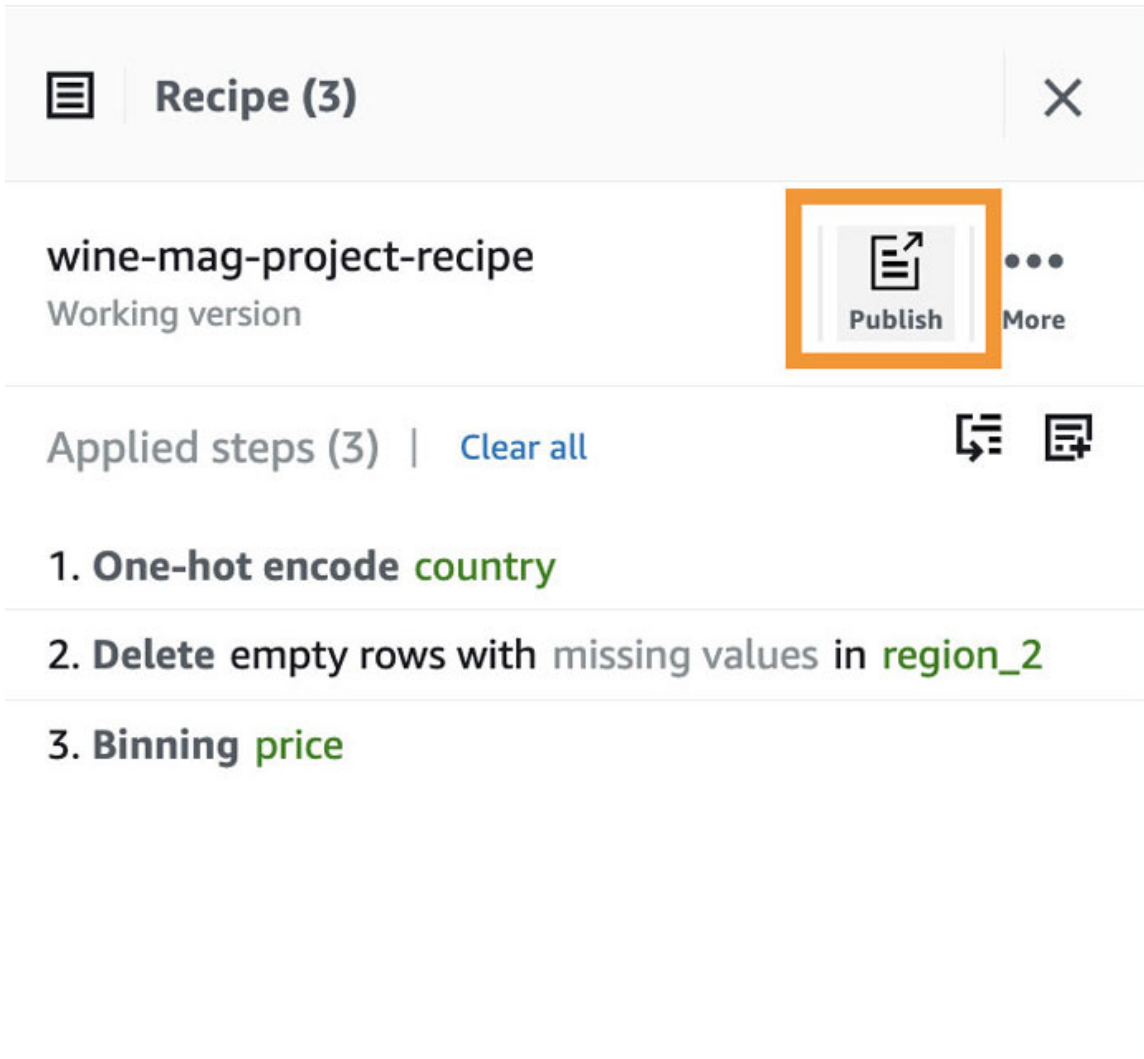 Recipe (3)
wine-mag-project-recipe
Working version
Publish
More
Applied steps (3) | Clear all
1. One-hot encode country
2. Delete empty rows with missing values in region_2
3. Binning price